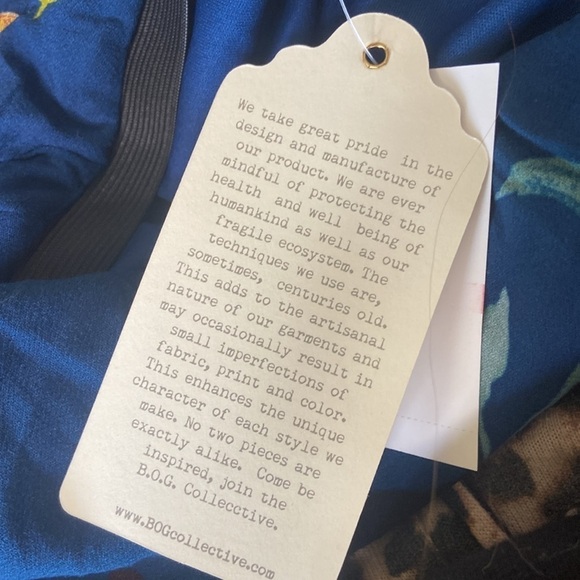 We take great pride in the
design and manufacture of
our product. We are ever
mindful of protecting the
health and well being of
humankind as well as our
fragile ecosystem. The
techniques we use are,
sometimes, centuries old.
This adds to the artisanal
nature of our garments and
may occasionally result in
small imperfections of
fabric, print and color.
This enhances the unique
character of each style we
make. No two pieces are
exactly alike. Come be
inspired, join the
B.O.G. Collecctive.
www.BOGcollective.com